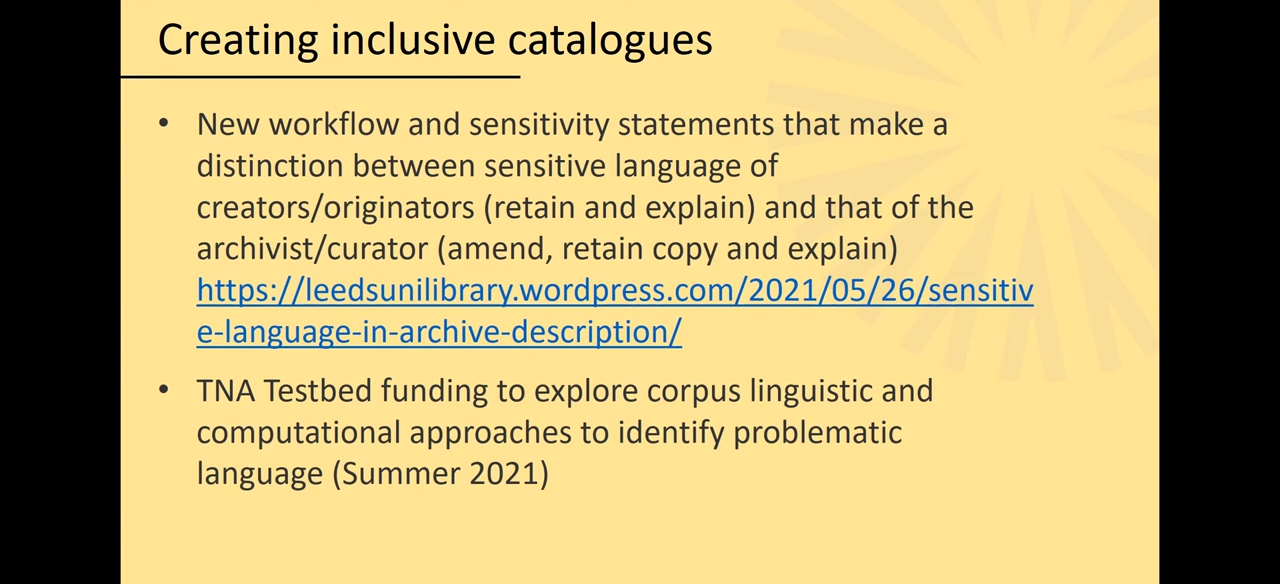 Creating inclusive catalogues
• New workflow and sensitivity statements that make a
distinction between sensitive language of
creators/originators (retain and explain) and that of the
archivist/curator (amend, retain copy and explain)
https://leedsunilibrary.wordpress.com/2021/05/26/sensitiv
e-language-in-archive-description/
• TNA Testbed funding to explore corpus linguistic and
computational approaches to identify problematic
language (Summer 2021)